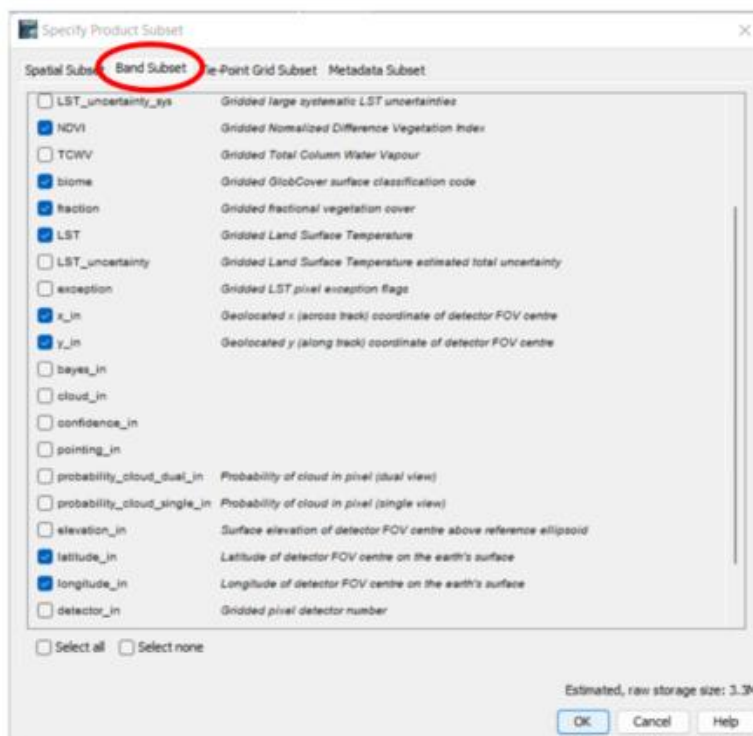 Specify Product Subset
Spatial Subset Band Subset Tie-Point Grid Subset Metadata Subset
LST_uncertainty_sys Gridded large systematic LST uncertainties
NDVI Gridded Normalized Difference Vegetation Index
TCWV Gridded Total Column Water Vapour
biome Gridded GlobCover surface classification code
fraction Gridded fractional vegetation cover
LST Gridded Land Surface Temperature
LST_uncertainty Gridded Land Surface Temperature estimated total uncertainty
exception Gridded LST pixel exception flags
x_in Geolocated x (across track) coordinate of detector FOV centre
y_in Geolocated y (along track) coordinate of detector FOV centre
bayes_in
cloud_in
confidence_in
pointing_in
probability_cloud_dual_in Probability of cloud in pixel (dual view)
probability_cloud_single_in Probability of cloud in pixel (single view)
elevation_in Surface elevation of detector FOV centre above reference ellipsoid
latitude_in Latitude of detector FOV centre on the earth's surface
longitude_in Longitude of detector FOV centre on the earth's surface
detector_in Gridded pixel detector number
Select all Select none
Estimated, raw storage size: 3.3M
OK Cancel Help